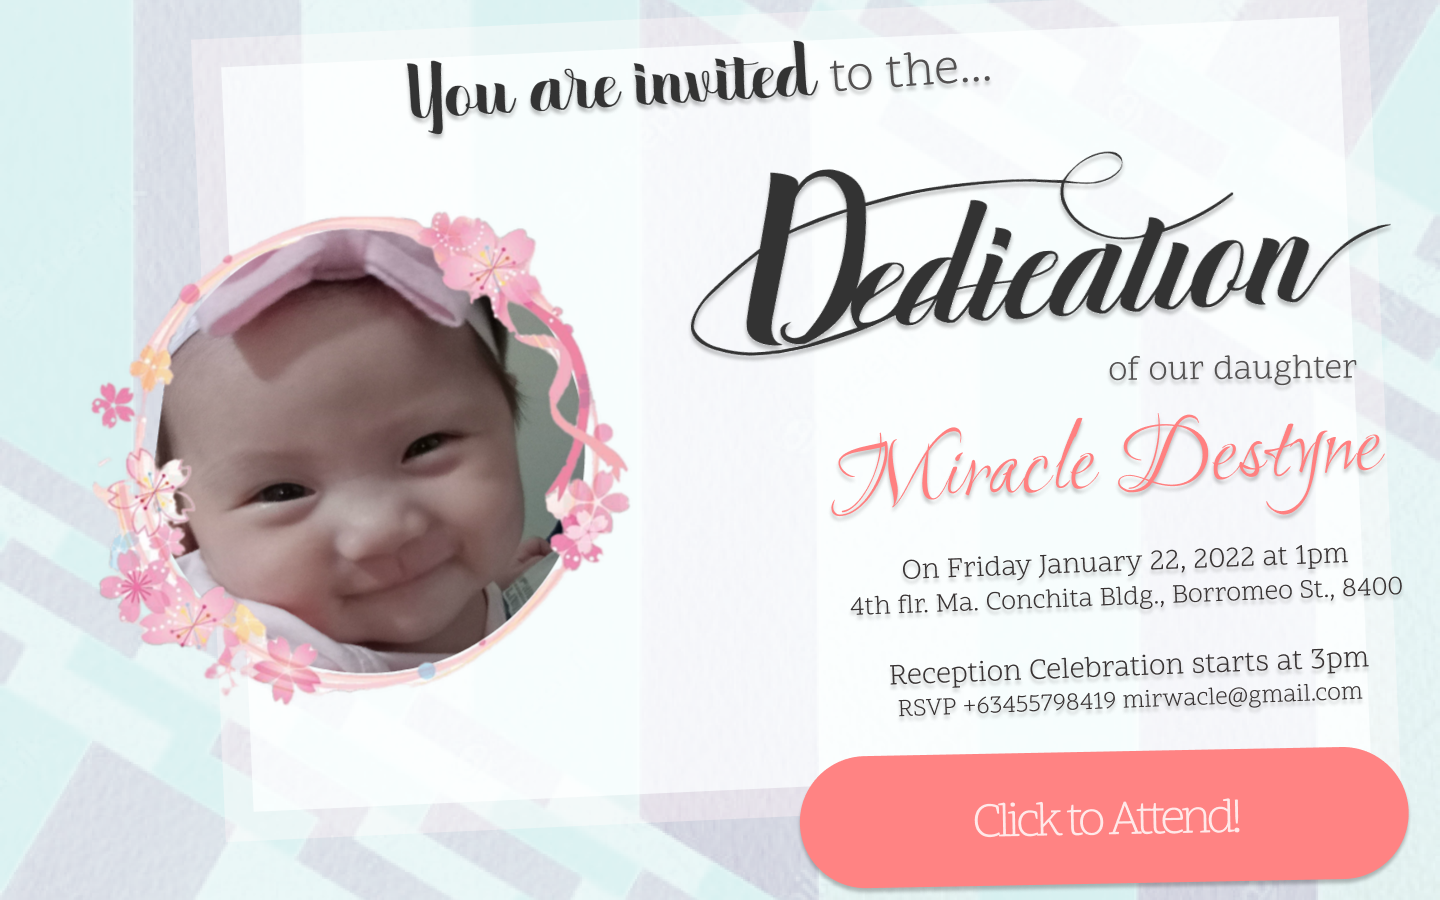 You are invited to the...
Dedication
of our daughter
Miracle Destyne
On Friday January 22, 2022 at 1pm
4th flr. Ma. Conchita Bldg., Borromeo St., 8400
Reception Celebration starts at 3pm
RSVP +63455798419 mirwacle@gmail.com
Click to Attend!